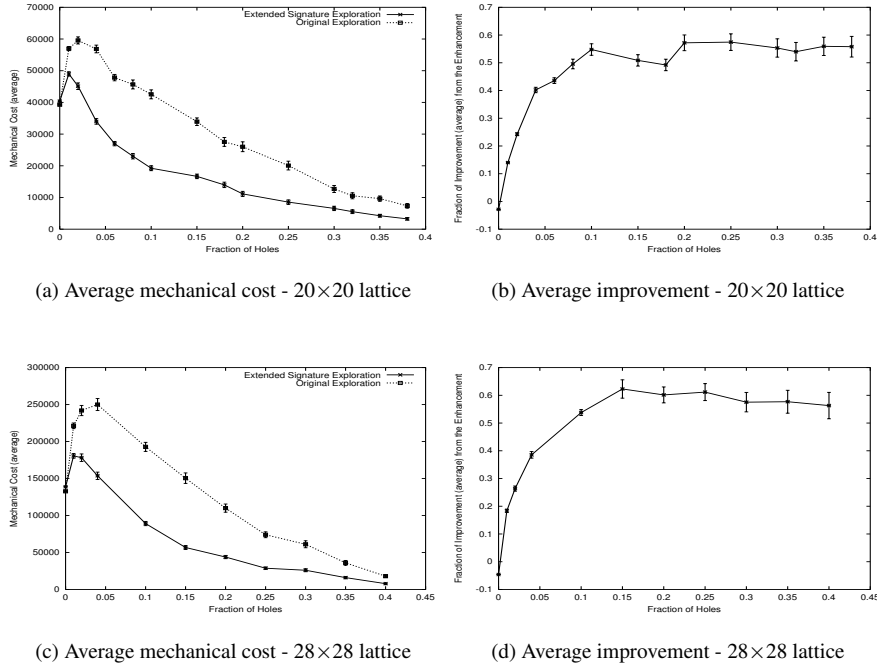 70000
60000
50000
40000
30000
20000
10000
0
0 0.05 0.1 0.15 0.2 0.25 0.3 0.35 0.4
Mechanical Cost (average)
Fraction of Holes
Extended Signature Exploration
Original Exploration
(a) Average mechanical cost - 20×20 lattice
0.7
0.6
0.5
0.4
0.3
0.2
0.1
0
-0.1
0 0.05 0.1 0.15 0.2 0.25 0.3 0.35 0.4
Fraction of Improvement (average) from the Enhancement
Fraction of Holes
(b) Average improvement - 20×20 lattice
300000
250000
200000
150000
100000
50000
0
0 0.05 0.1 0.15 0.2 0.25 0.3 0.35 0.4 0.45
Mechanical Cost (average)
Fraction of Holes
Extended Signature Exploration
Original Exploration
(c) Average mechanical cost - 28×28 lattice
0.7
0.6
0.5
0.4
0.3
0.2
0.1
0
-0.1
0 0.05 0.1 0.15 0.2 0.25 0.3 0.35 0.4 0.45
Fraction of Improvement (average) from the Enhancement
Fraction of Holes
(d) Average improvement - 28×28 lattice